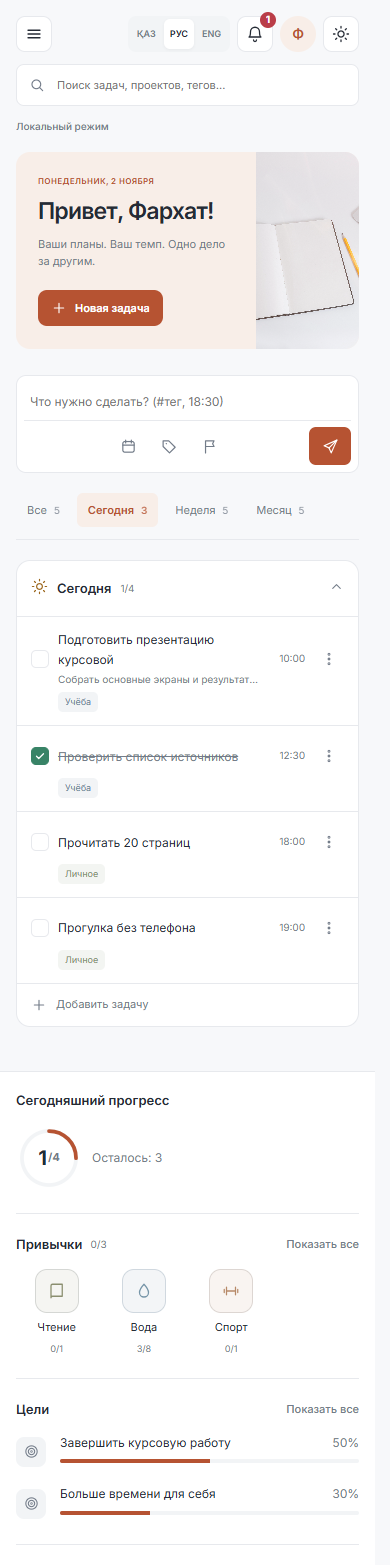 ҚАЗ РУС ENG 1 Ф
Поиск задач, проектов, тегов...
Локальный режим
ПОНЕДЕЛЬНИК, 2 НОЯБРЯ
Привет, Фархат!
Ваши планы. Ваш темп. Одно дело
за другим.
Новая задача
Что нужно сделать? (#тег, 18:30)
Все 5 Сегодня 3 Неделя 5 Месяц 5
Сегодня 1/4
Подготовить презентацию
курсовой
10:00
Собрать основные экраны и результат...
Учёба
Проверить список источников 12:30
Учёба
Прочитать 20 страниц 18:00
Личное
Прогулка без телефона 19:00
Личное
Добавить задачу
Сегодняшний прогресс
1/4 Осталось: 3
Привычки 0/3 Показать все
Чтение Вода Спорт
0/1 3/8 0/1
Цели Показать все
Завершить курсовую работу 50%
Больше времени для себя 30%